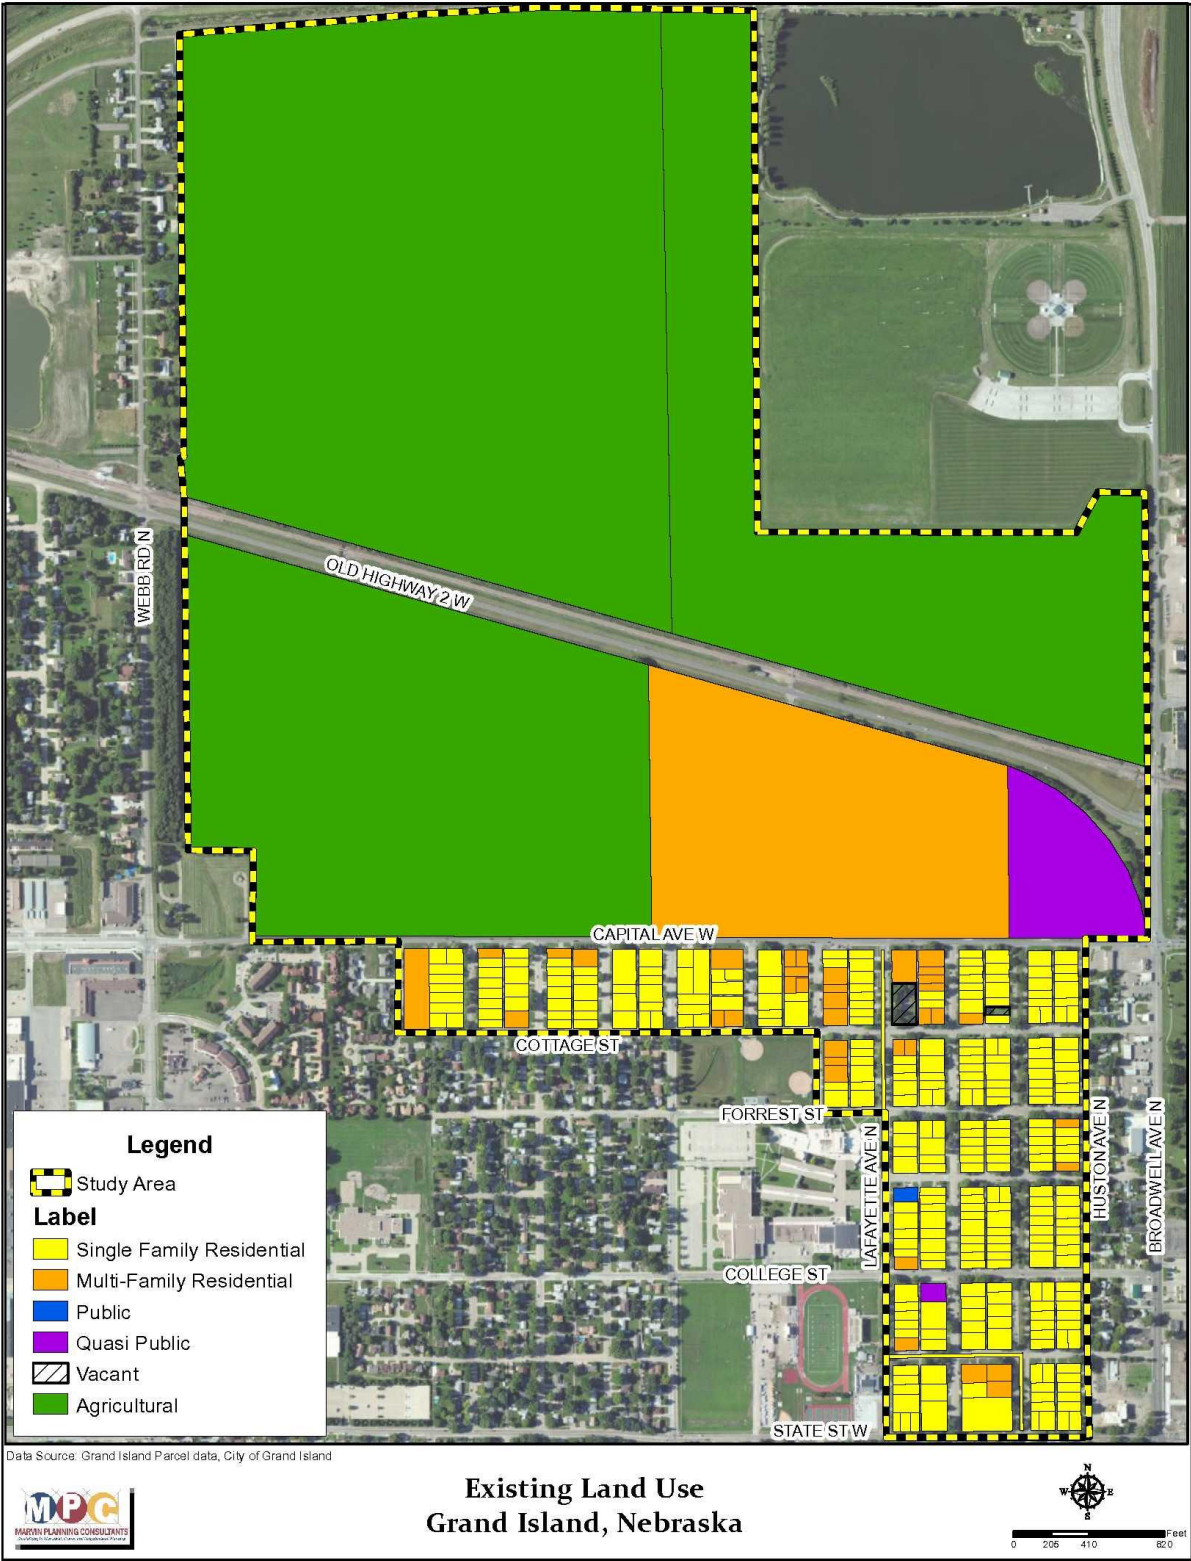 OLD HIGHWAY 2 W
WEBB RD N
CAPITAL AVE W
COTTAGE ST
FORREST ST
LAFAYETTE AVE N
HUSTON AVE N
BROADWELL AVE N
COLLEGE ST
STATE ST W
Legend
Study Area
Label
Single Family Residential
Multi-Family Residential
Public
Quasi Public
Vacant
Agricultural
Data Source: Grand Island Parcel data, City of Grand Island
MPC
MARVIN PLANNING CONSULTANTS
Existing Land Use
Grand Island, Nebraska
N
W E
S
Feet
0 205 410 820